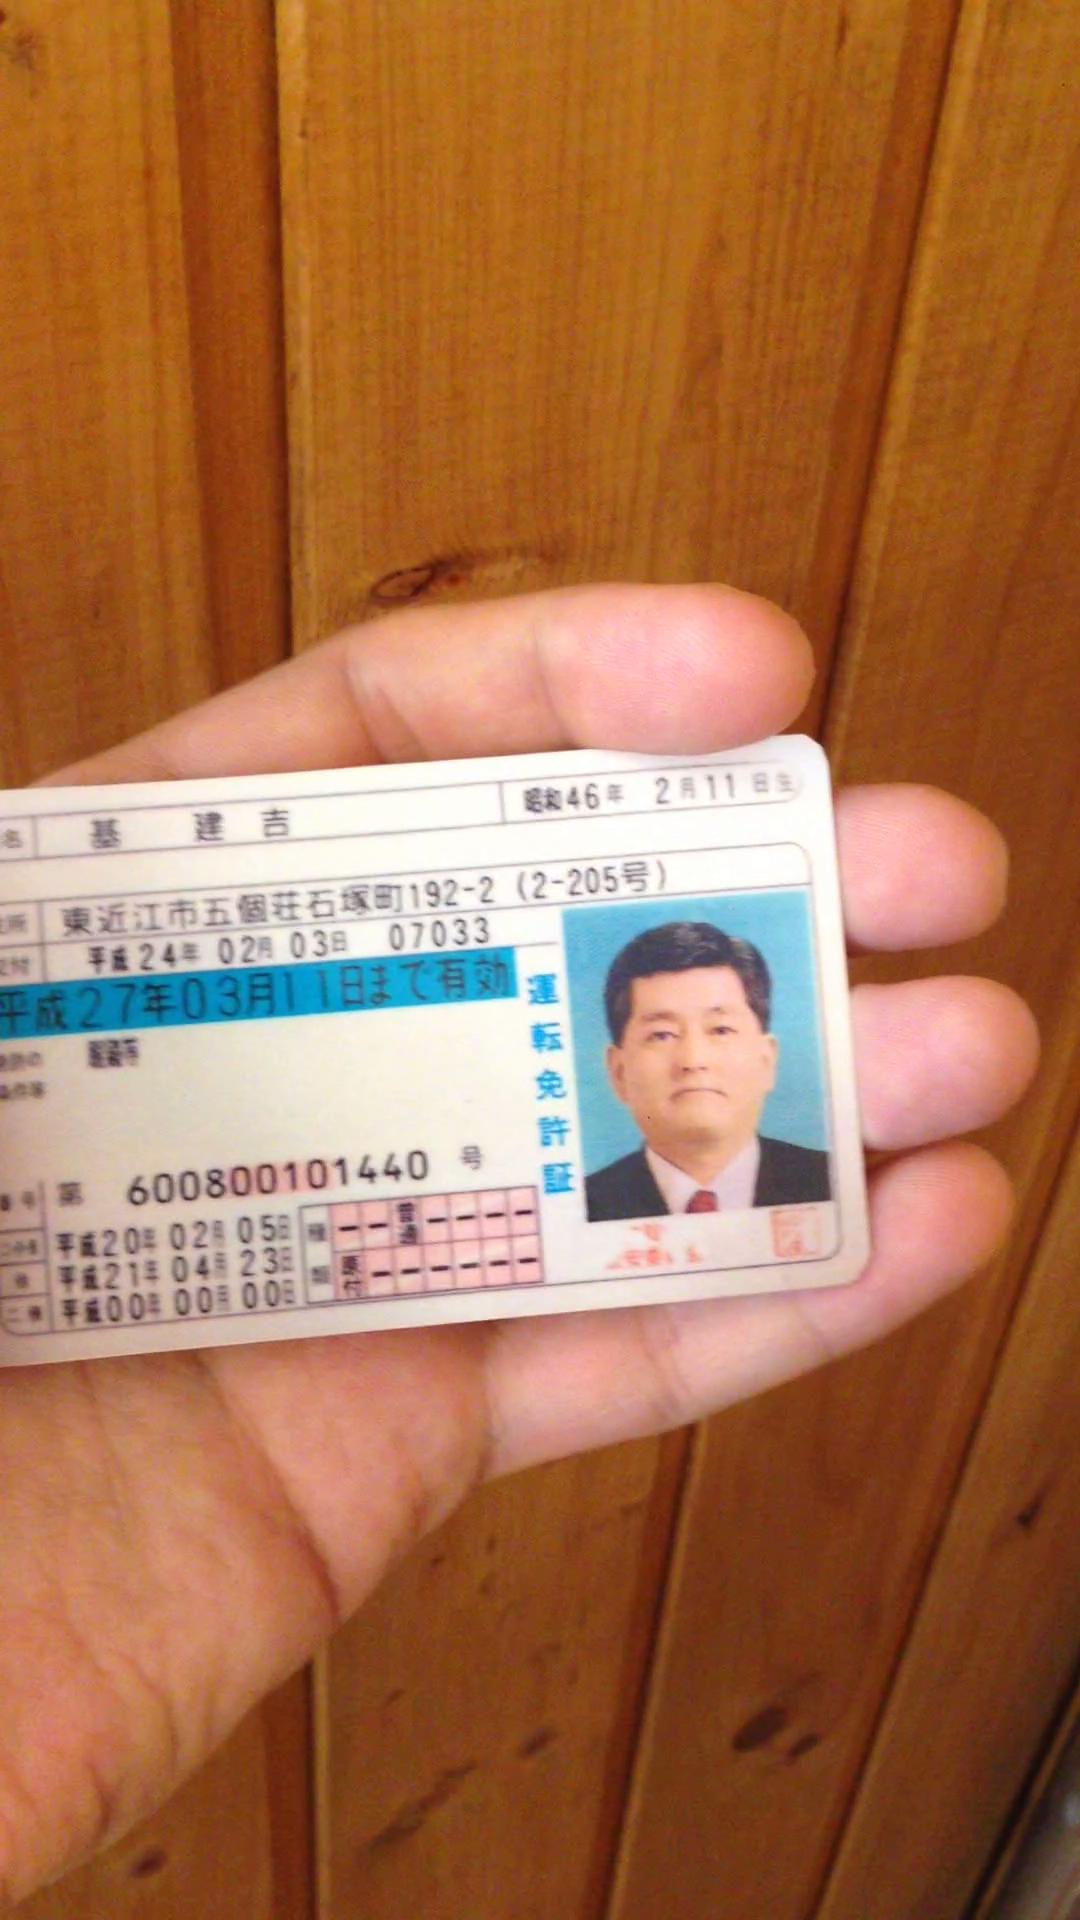 名 基 建 吉 昭和46年 2月11日生
住所 東近江市五個荘石塚町192-2 (2-205号)
交付 平成24年 02月 03日 07033
平成27年03月11日まで有効
免許の 眼鏡等
条件等
運転免許証
番号 第 600800101440 号
平成20年 02月 05日
他 平成21年 04月 23日
二種 平成00年 00月 00日
種類 普通
原付